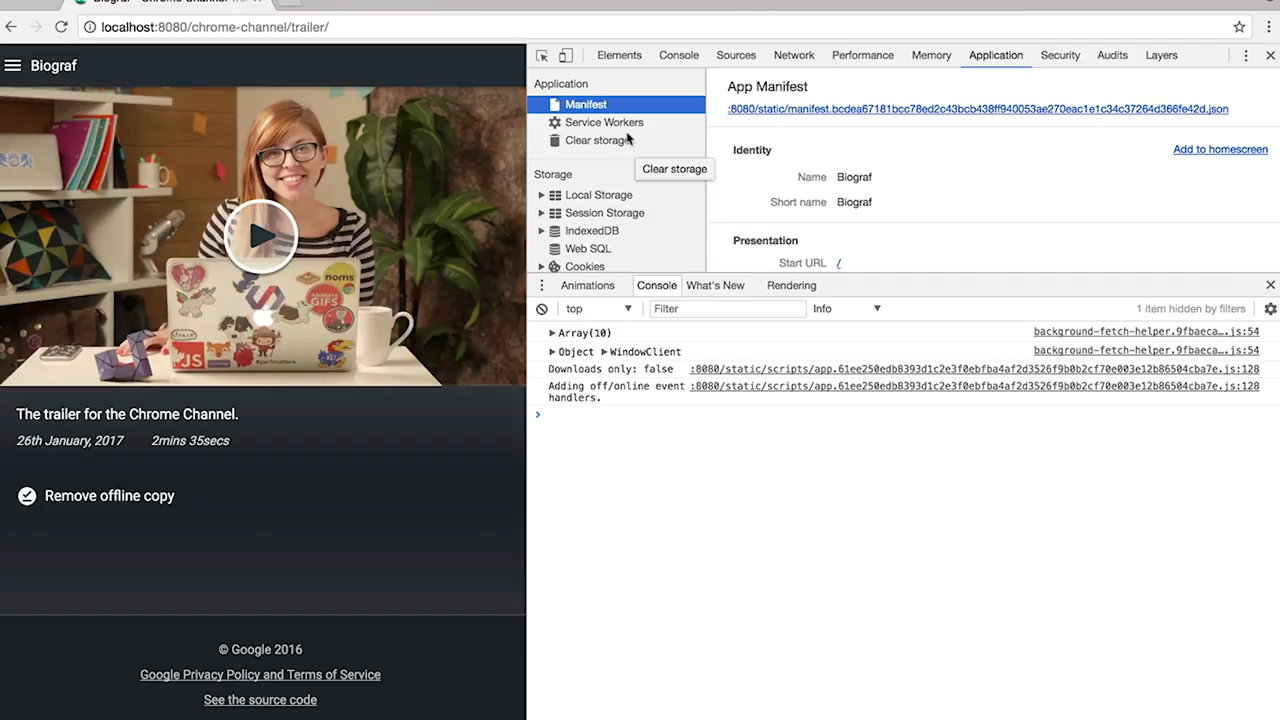 localhost:8080/chrome-channel/trailer/
Biograf
noms
ANIMATE GIFS
JS
#perfmatters
The trailer for the Chrome Channel.
26th January, 2017 2mins 35secs
Remove offline copy
© Google 2016
Google Privacy Policy and Terms of Service
See the source code
Elements Console Sources Network Performance Memory Application Security Audits Layers
Application
Manifest
Service Workers
Clear storage
Clear storage
Storage
Local Storage
Session Storage
IndexedDB
Web SQL
Cookies
App Manifest
:8080/static/manifest.bcdea67181bcc78ed2c43bcb438ff940053ae270eac1e1c34c37264d366fe42d.json
Identity
Add to homescreen
Name Biograf
Short name Biograf
Presentation
Start URL /
Animations Console What's New Rendering
top Filter Info 1 item hidden by filters
Array(10) background-fetch-helper.9fbaeca….js:54
Object WindowClient background-fetch-helper.9fbaeca….js:54
Downloads only: false :8080/static/scripts/app.61ee250edb8393d1c2e3f0ebfba4af2d3526f9b0b2cf70e003e12b86504cba7e.js:128
Adding off/online event :8080/static/scripts/app.61ee250edb8393d1c2e3f0ebfba4af2d3526f9b0b2cf70e003e12b86504cba7e.js:128
handlers.